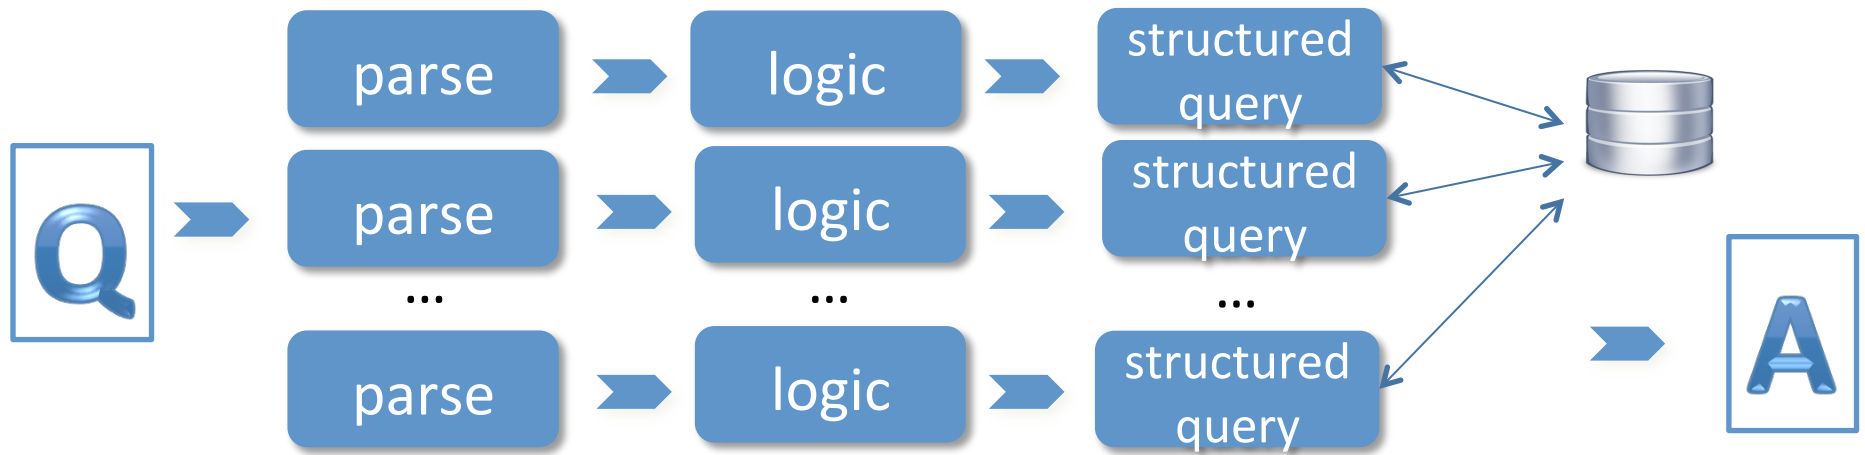 Q
parse
logic
structured
query
parse
logic
structured
query
...
...
...
parse
logic
structured
query
A